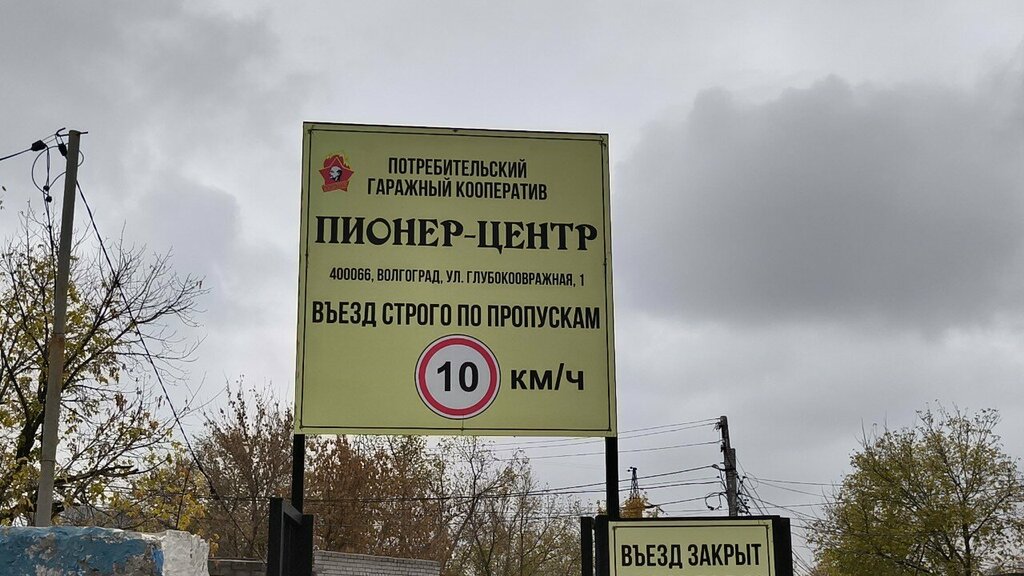 ПОТРЕБИТЕЛЬСКИЙ
ГАРАЖНЫЙ КООПЕРАТИВ
ПИОНЕР-ЦЕНТР
400066, ВОЛГОГРАД, УЛ. ГЛУБОКООВРАЖНАЯ, 1
ВЪЕЗД СТРОГО ПО ПРОПУСКАМ
10 км/ч
ВЪЕЗД ЗАКРЫТ